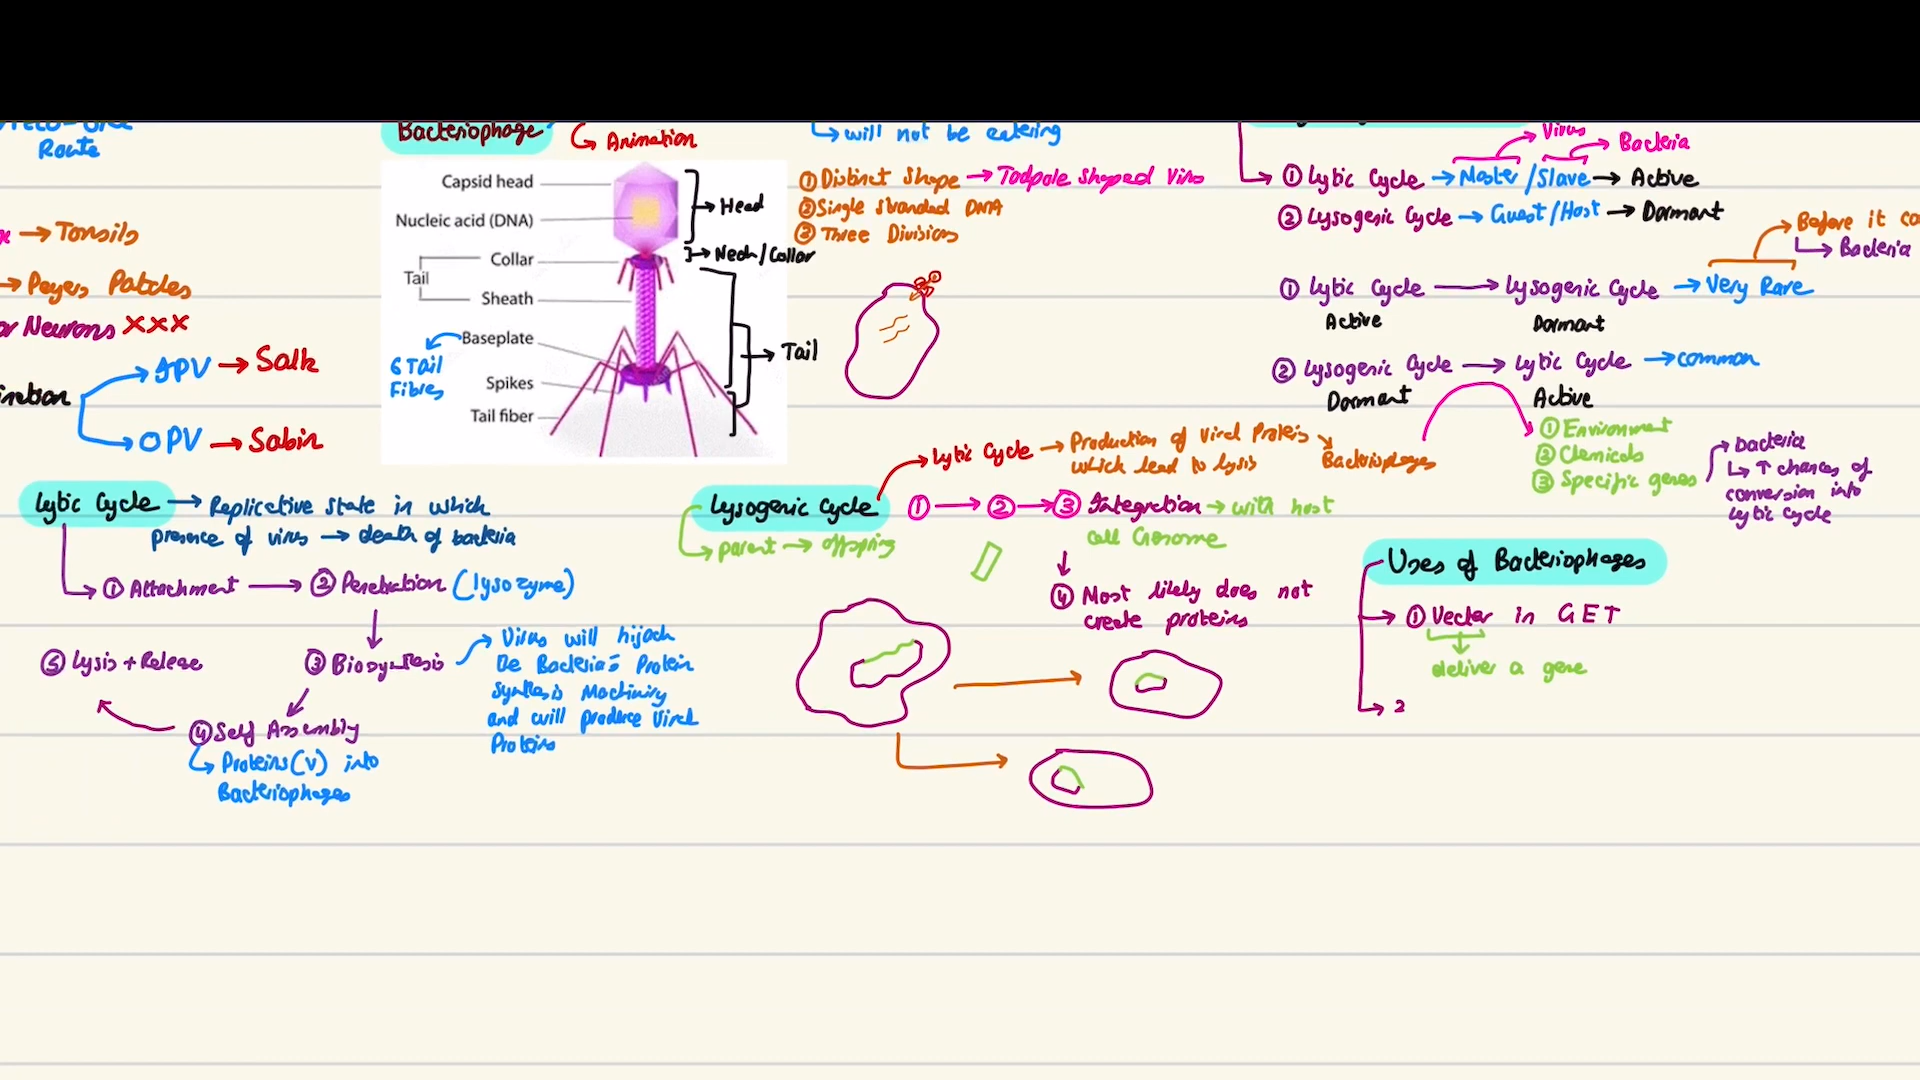 Route
→ Tonsils
→ Peyers Patches
Neurons XXX
IPV → Salk
OPV → Sabin
Bacteriophage
Animation
Capsid head
Nucleic acid (DNA)
Collar
Tail
Sheath
Baseplate
Spikes
Tail fiber
6 Tail
Fibres
→ Head
→ Neck/Collar
→ Tail
will not be entering
① Distinct Shape → Tadpole Shaped Virus
② Single Stranded DNA
③ Three Divisions
Virus
Bacteria
① Lytic Cycle → Master/Slave → Active
② Lysogenic Cycle → Guest/Host → Dormant
Before it
Bacteria
① Lytic Cycle → Lysogenic Cycle → Very Rare
Active Dormant
② Lysogenic Cycle → Lytic Cycle → common
Dormant Active
① Environment
② Chemicals
③ Specific genes
bacteria
↳ ↑ chances of
conversion into
lytic cycle
Lytic Cycle → Replicative State in which
presence of virus → death of bacteria
① Attachment → ② Penetration (lysozyme)
③ Biosyntesis
Virus will hijack
the Bacteria's Protein
Syntesis Machinery
and will produce Viral
Proteins
⑤ Lysis + Release
④ Self Assembly
Proteins (v) into
Bacteriophages
Lytic Cycle → Production of Viral Protein
which lead to lysis
Bacteriophages
Lysogenic Cycle ① → ② → ③ Integration → with host
cell
parent → offspring
④ Most likely does not
create proteins
Uses of Bacteriophages
① Vector in GET
deliver a gene
→ 2